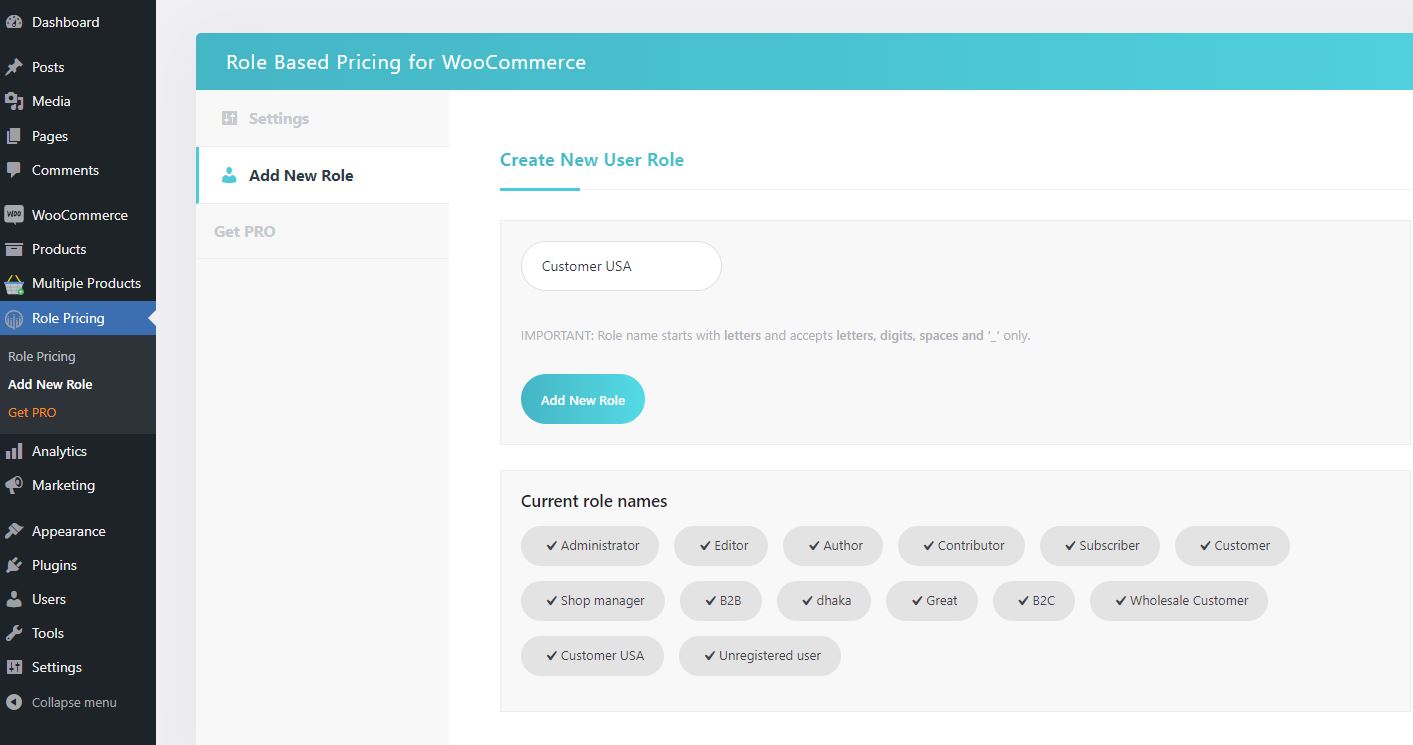 Dashboard
Posts
Media
Pages
Comments
WOO WooCommerce
Products
Multiple Products
Role Pricing
Role Pricing
Add New Role
Get PRO
Analytics
Marketing
Appearance
Plugins
Users
Tools
Settings
Collapse menu
Role Based Pricing for WooCommerce
Settings
Add New Role
Get PRO
Create New User Role
Customer USA
IMPORTANT: Role name starts with letters and accepts letters, digits, spaces and '_' only.
Add New Role
Current role names
Administrator Editor Author Contributor Subscriber Customer
Shop manager B2B dhaka Great B2C Wholesale Customer
Customer USA Unregistered user